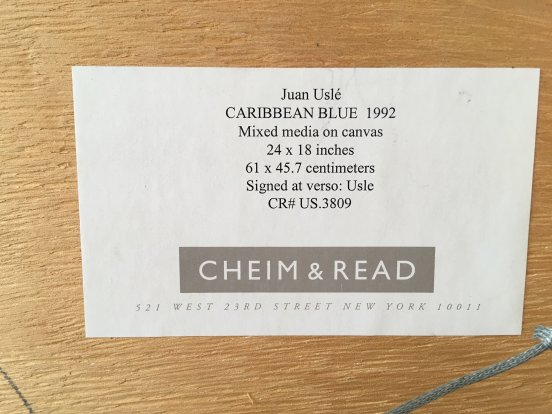 Juan Uslé
CARIBBEAN BLUE 1992
Mixed media on canvas
24 x 18 inches
61 x 45.7 centimeters
Signed at verso: Usle
CR# US.3809
CHEIM & READ
521 WEST 23RD STREET NEW YORK 10011